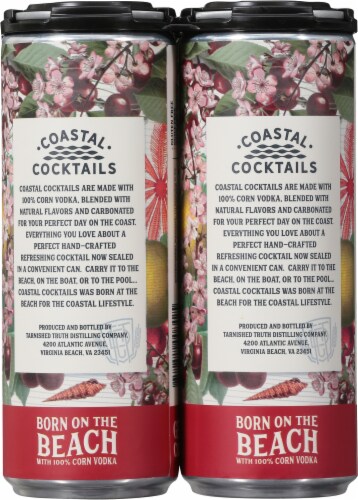 COASTAL
COCKTAILS
COASTAL COCKTAILS ARE MADE WITH
100% CORN VODKA, BLENDED WITH
NATURAL FLAVORS AND CARBONATED
FOR YOUR PERFECT DAY ON THE COAST.
EVERYTHING YOU LOVE ABOUT A
PERFECT HAND-CRAFTED
REFRESHING COCKTAIL NOW SEALED
IN A CONVENIENT CAN. CARRY IT TO THE
BEACH, ON THE BOAT, OR TO THE POOL...
COASTAL COCKTAILS WAS BORN AT THE
BEACH FOR THE COASTAL LIFESTYLE.
PRODUCED AND BOTTLED BY
TARNISHED TRUTH DISTILLING COMPANY,
4200 ATLANTIC AVENUE,
VIRGINIA BEACH, VA 23451
BORN ON THE
BEACH
WITH 100% CORN VODKA
COASTAL
COCKTAILS
COASTAL COCKTAILS ARE MADE WITH
100% CORN VODKA, BLENDED WITH
NATURAL FLAVORS AND CARBONATED
FOR YOUR PERFECT DAY ON THE COAST.
EVERYTHING YOU LOVE ABOUT A
PERFECT HAND-CRAFTED
REFRESHING COCKTAIL NOW SEALED
IN A CONVENIENT CAN. CARRY IT TO THE
BEACH, ON THE BOAT, OR TO THE POOL...
COASTAL COCKTAILS WAS BORN AT THE
BEACH FOR THE COASTAL LIFESTYLE.
PRODUCED AND BOTTLED BY
TARNISHED TRUTH DISTILLING COMPANY,
4200 ATLANTIC AVENUE,
VIRGINIA BEACH, VA 23451
BORN ON THE
BEACH
WITH 100% CORN VODKA